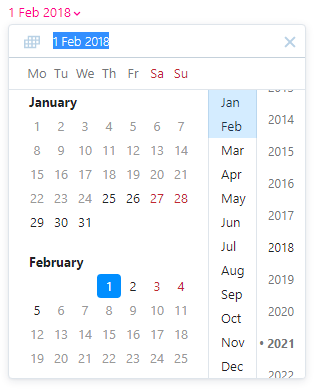 1 Feb 2018
1 Feb 2018
Mo Tu We Th Fr Sa Su
January
1 2 3 4 5 6 7
8 9 10 11 12 13 14
15 16 17 18 19 20 21
22 23 24 25 26 27 28
29 30 31
February
1 2 3 4
5 6 7 8 9 10 11
12 13 14 15 16 17 18
19 20 21 22 23 24 25
Jan
Feb
Mar
Apr
May
Jun
Jul
Aug
Sep
Oct
Nov
Dec
2013
2014
2015
2016
2017
2018
2019
2020
• 2021
2022